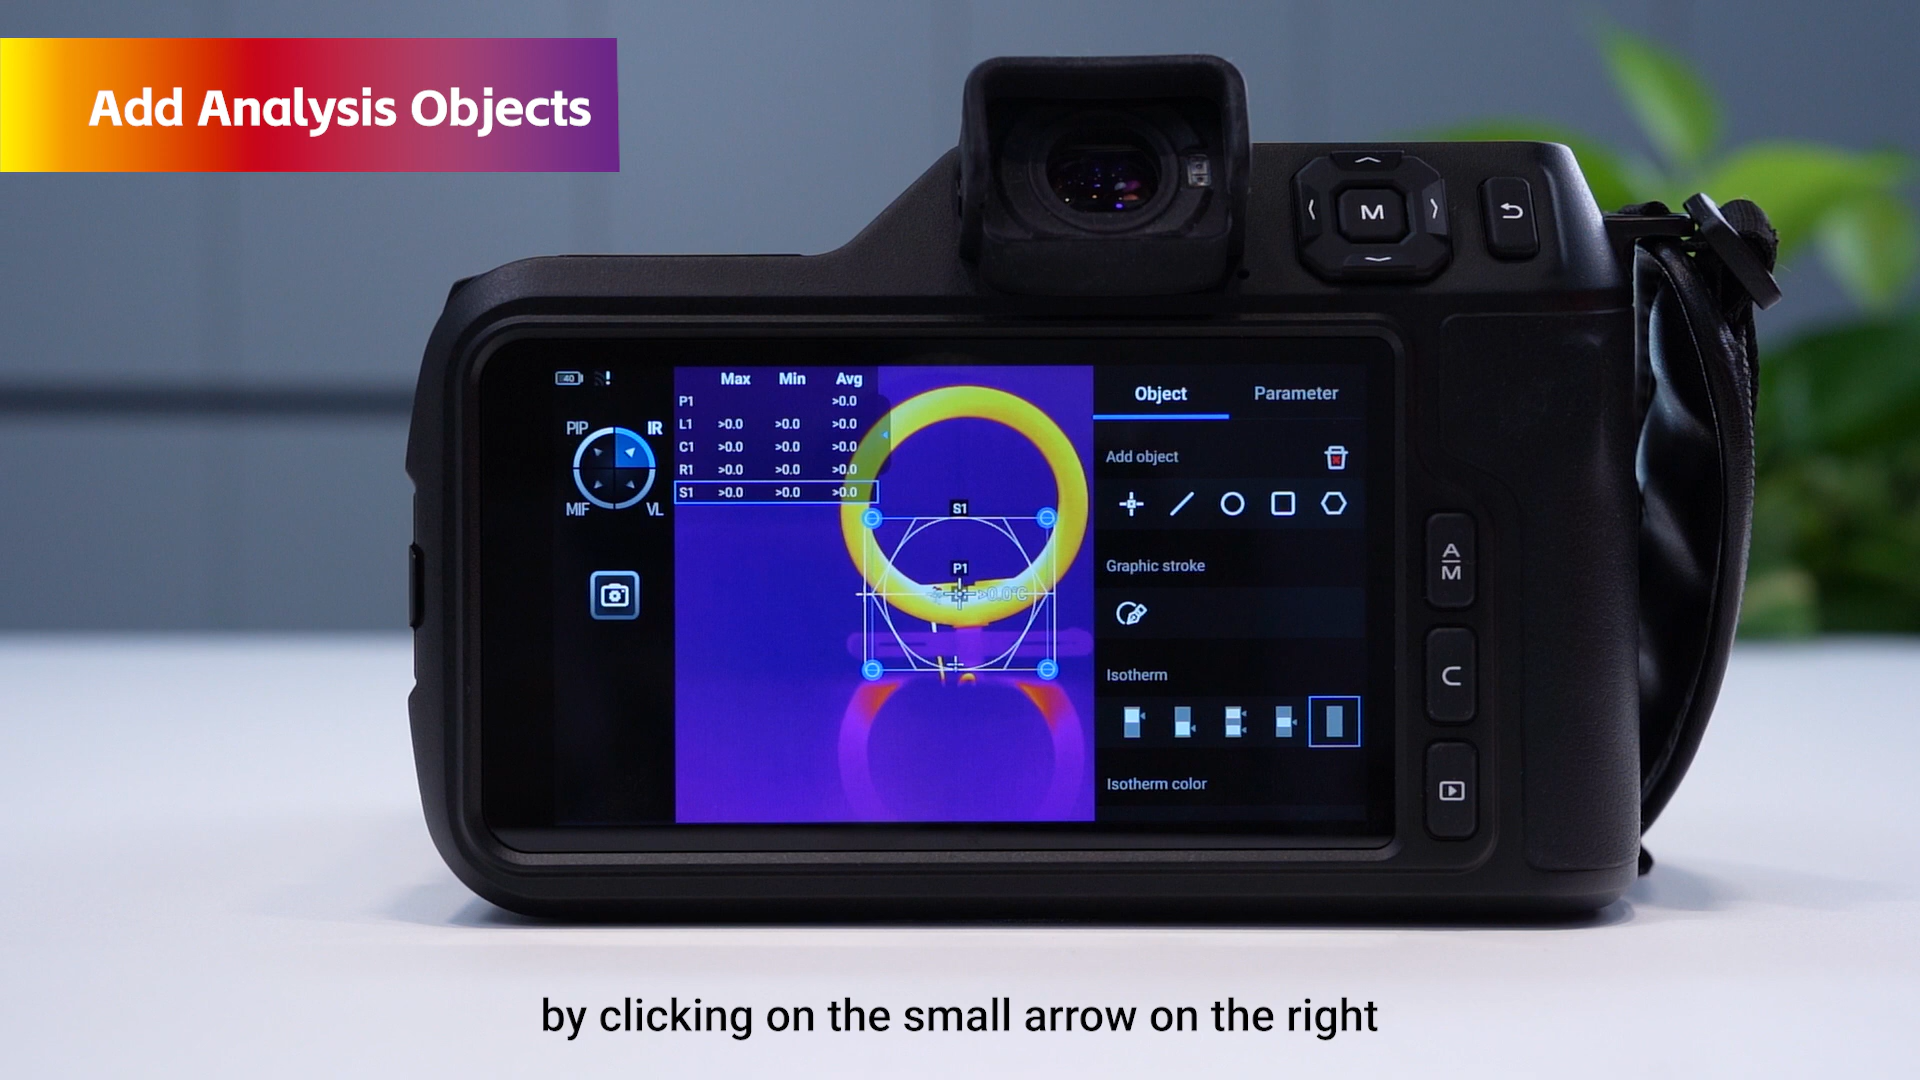 Add Analysis Objects
M
40
!
PIP IR
MIF VL
Max Min Avg
P1 >0.0
L1 >0.0 >0.0 >0.0
C1 >0.0 >0.0 >0.0
R1 >0.0 >0.0 >0.0
S1 >0.0 >0.0 >0.0
S1
P1
>0.0°C
Object Parameter
Add object
Graphic stroke
Isotherm
Isotherm color
A
M
C
by clicking on the small arrow on the right